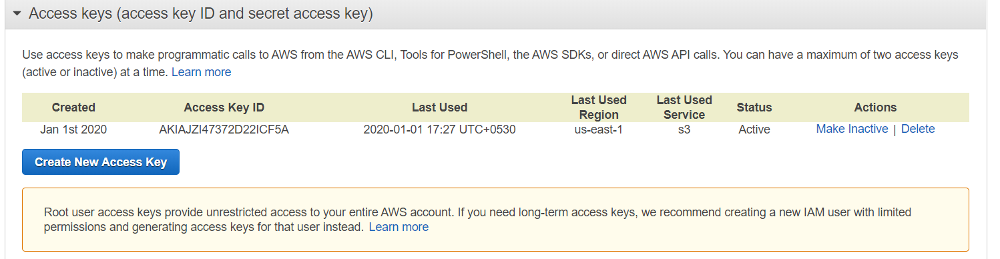 Access keys (access key ID and secret access key)
Use access keys to make programmatic calls to AWS from the AWS CLI, Tools for PowerShell, the AWS SDKs, or direct AWS API calls. You can have a maximum of two access keys
(active or inactive) at a time. Learn more
Created Access Key ID Last Used Last Used Region Last Used Service Status Actions
Jan 1st 2020 AKIAJZI47372D22ICF5A 2020-01-01 17:27 UTC+0530 us-east-1 s3 Active Make Inactive | Delete
Create New Access Key
Root user access keys provide unrestricted access to your entire AWS account. If you need long-term access keys, we recommend creating a new IAM user with limited
permissions and generating access keys for that user instead. Learn more